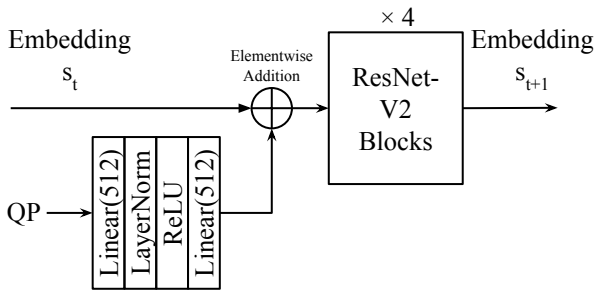 × 4
Embedding
s_t
Elementwise
Addition
ResNet-
V2
Blocks
Embedding
s_{t+1}
QP
Linear(512)
LayerNorm
ReLU
Linear(512)